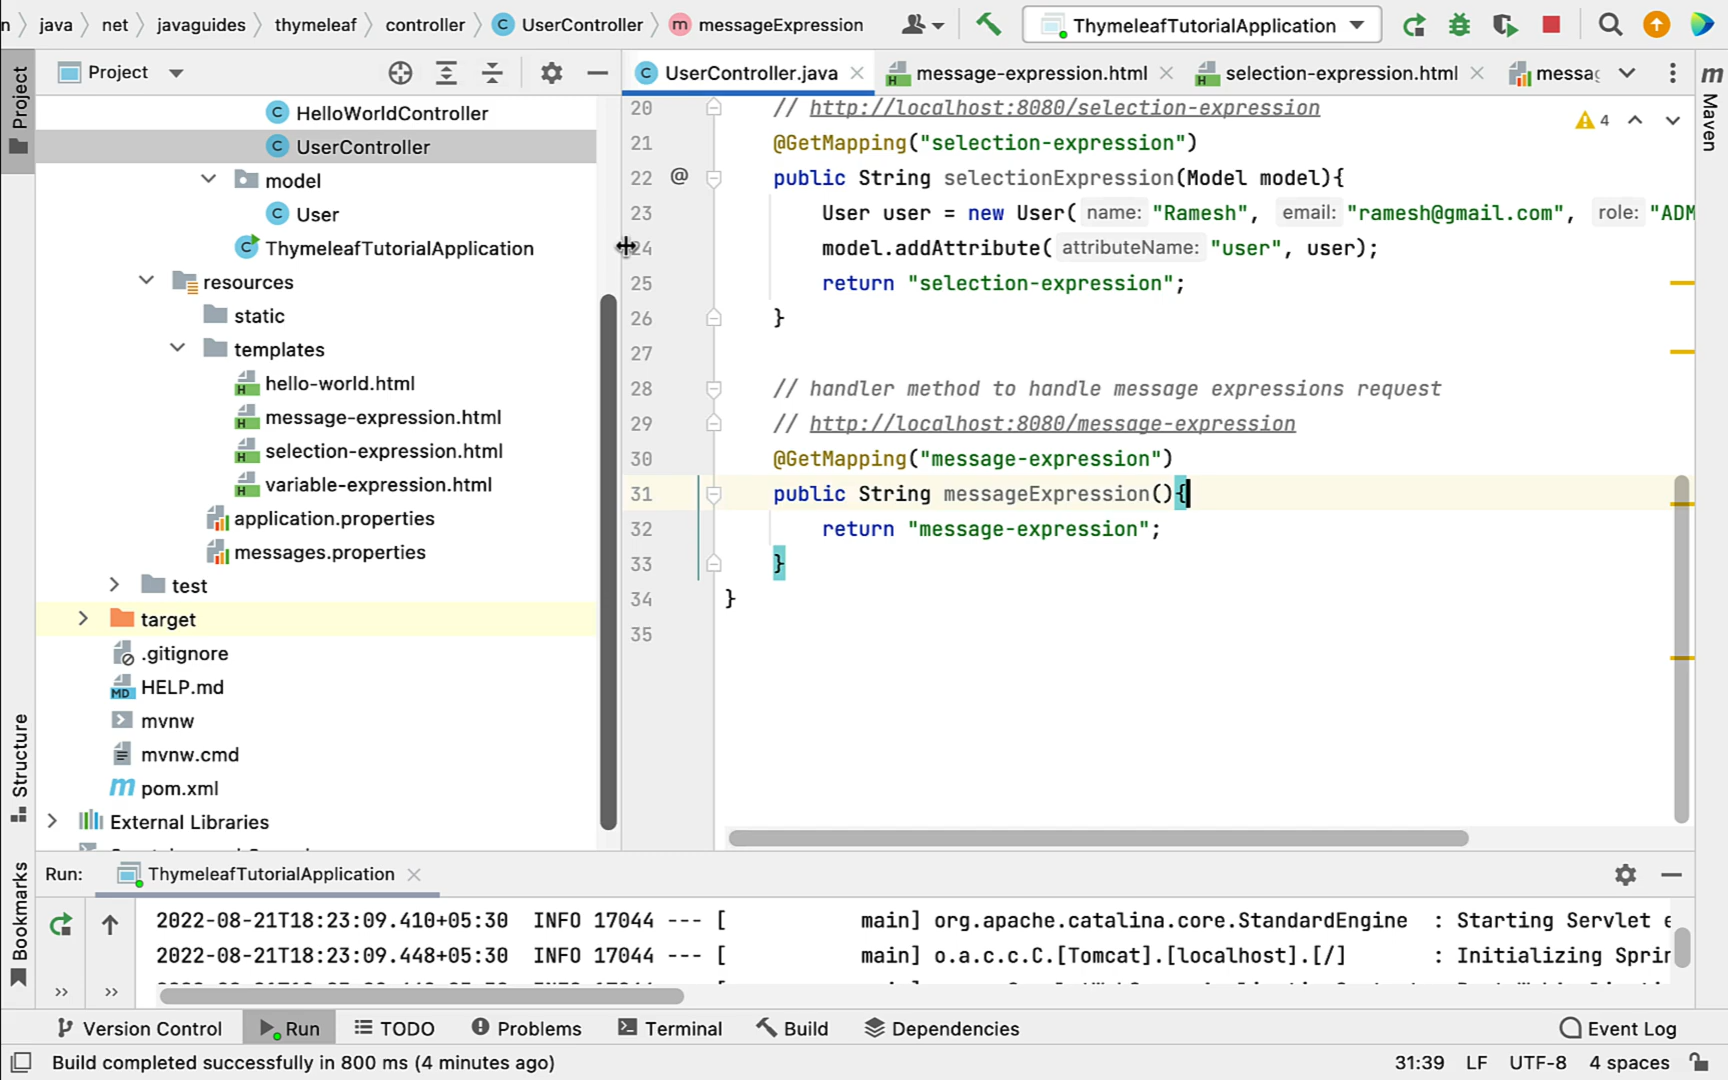 n  java  net  javaguides  thymeleaf  controller  UserController  messageExpression  ThymeleafTutorialApplication
Project  UserController.java  message-expression.html  selection-expression.html  messa
Project
HelloWorldController
UserController
model
User
ThymeleafTutorialApplication
resources
static
templates
hello-world.html
message-expression.html
selection-expression.html
variable-expression.html
application.properties
messages.properties
test
target
.gitignore
HELP.md
mvnw
mvnw.cmd
pom.xml
External Libraries
Structure
Bookmarks
20 // http://localhost:8080/selection-expression
21 @GetMapping("selection-expression")
22 @ public String selectionExpression(Model model){
23 User user = new User( name: "Ramesh", email: "ramesh@gmail.com", role: "ADM
24 model.addAttribute( attributeName: "user", user);
25 return "selection-expression";
26 }
27
28 // handler method to handle message expressions request
29 // http://localhost:8080/message-expression
30 @GetMapping("message-expression")
31 public String messageExpression(){
32 return "message-expression";
33 }
34 }
35
4
m
Maven
Run: ThymeleafTutorialApplication
2022-08-21T18:23:09.410+05:30  INFO 17044 --- [           main] org.apache.catalina.core.StandardEngine  : Starting Servlet e
2022-08-21T18:23:09.448+05:30  INFO 17044 --- [           main] o.a.c.c.C.[Tomcat].[localhost].[/]       : Initializing Sprin
Version Control  Run  TODO  Problems  Terminal  Build  Dependencies  Event Log
Build completed successfully in 800 ms (4 minutes ago)  31:39  LF  UTF-8  4 spaces